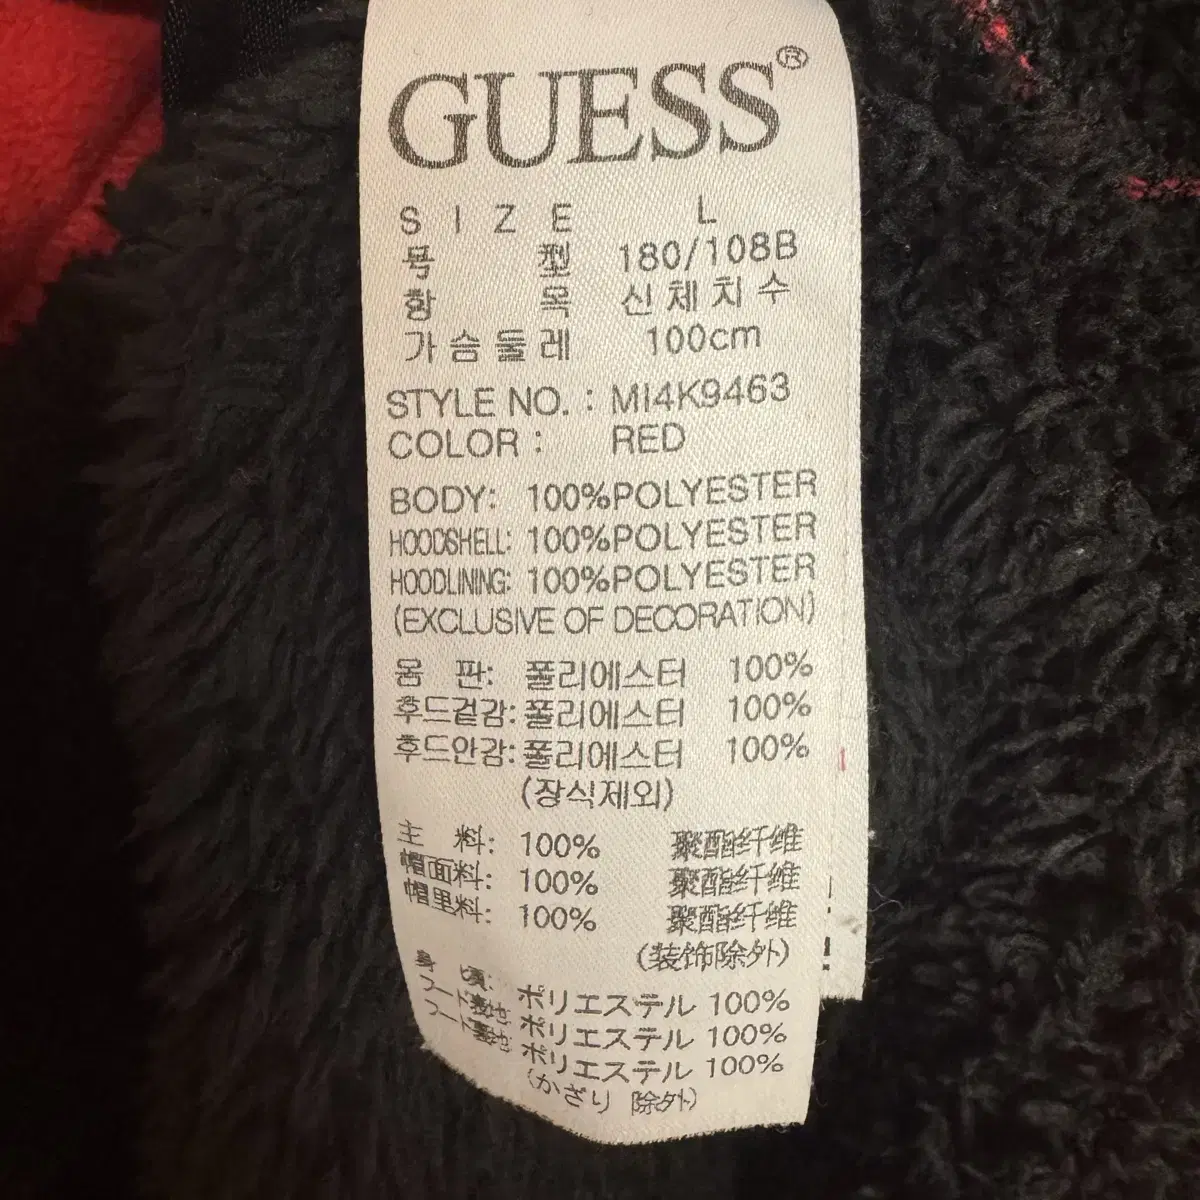 GUESS®
SIZE L
号型 180/108B
항목 신체치수
가슴둘레 100cm
STYLE NO. : MI4K9463
COLOR : RED
BODY: 100%POLYESTER
HOODSHELL: 100%POLYESTER
HOODLINING: 100%POLYESTER
(EXCLUSIVE OF DECORATION)
몸 판: 폴리에스터 100%
후드겉감: 폴리에스터 100%
후드안감: 폴리에스터 100%
(장식제외)
主 料: 100% 聚酯纤维
帽面料: 100% 聚酯纤维
帽里料: 100% 聚酯纤维
(装饰除外)
身 頃: ポリエステル 100%
フード表地: ポリエステル 100%
フード裏地: ポリエステル 100%
(かざり 除外)